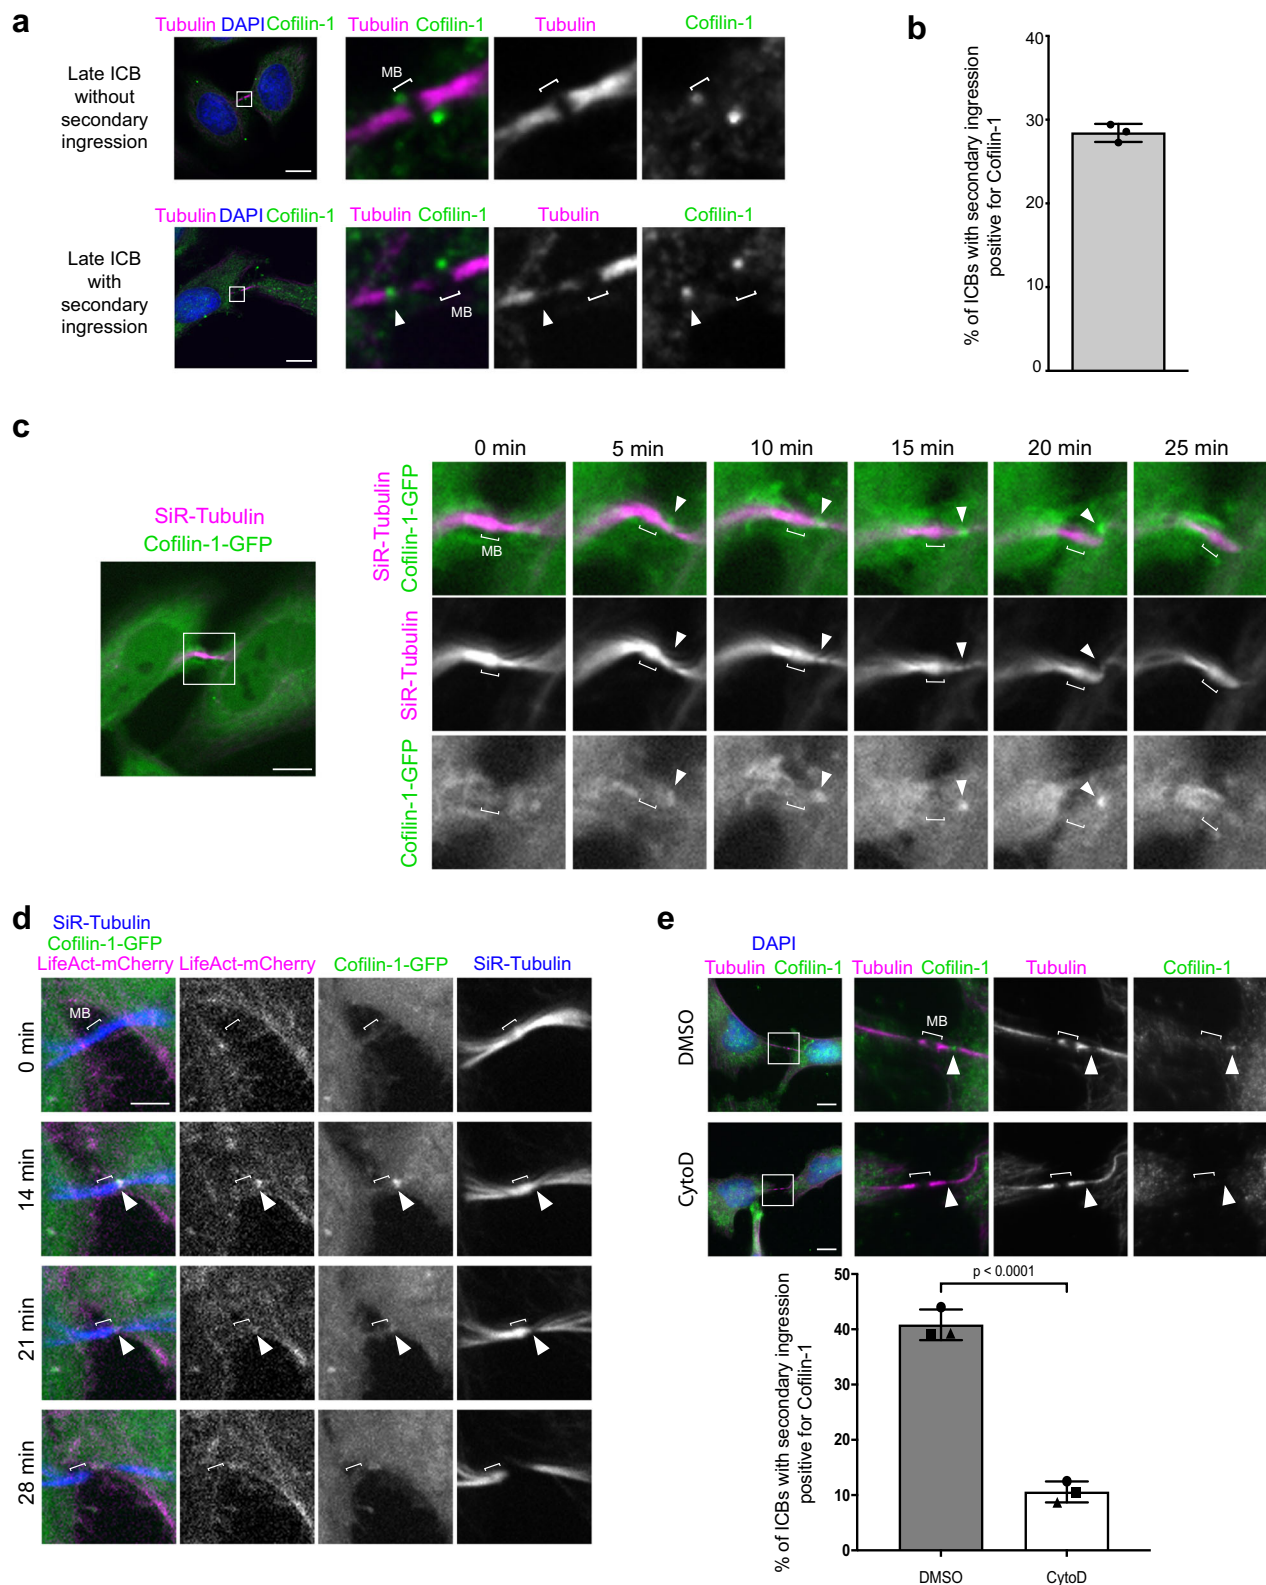 a
Tubulin DAPI Cofilin-1
Tubulin Cofilin-1
Tubulin
Cofilin-1
Late ICB
without
secondary
ingression
MB
Tubulin DAPI Cofilin-1
Tubulin Cofilin-1
Tubulin
Cofilin-1
Late ICB
with
secondary
ingression
MB
b
% of ICBs with secondary ingression
positive for Cofilin-1
40
30
20
10
0
c
SiR-Tubulin
Cofilin-1-GFP
0 min
5 min
10 min
15 min
20 min
25 min
SiR-Tubulin
Cofilin-1-GFP
MB
SiR-Tubulin
Cofilin-1-GFP
d
SiR-Tubulin
Cofilin-1-GFP
LifeAct-mCherry
LifeAct-mCherry
Cofilin-1-GFP
SiR-Tubulin
0 min
MB
14 min
21 min
28 min
e
DAPI
Tubulin Cofilin-1
Tubulin Cofilin-1
Tubulin
Cofilin-1
DMSO
MB
CytoD
% of ICBs with secondary ingression
positive for Cofilin-1
50
40
30
20
10
0
p < 0.0001
DMSO
CytoD